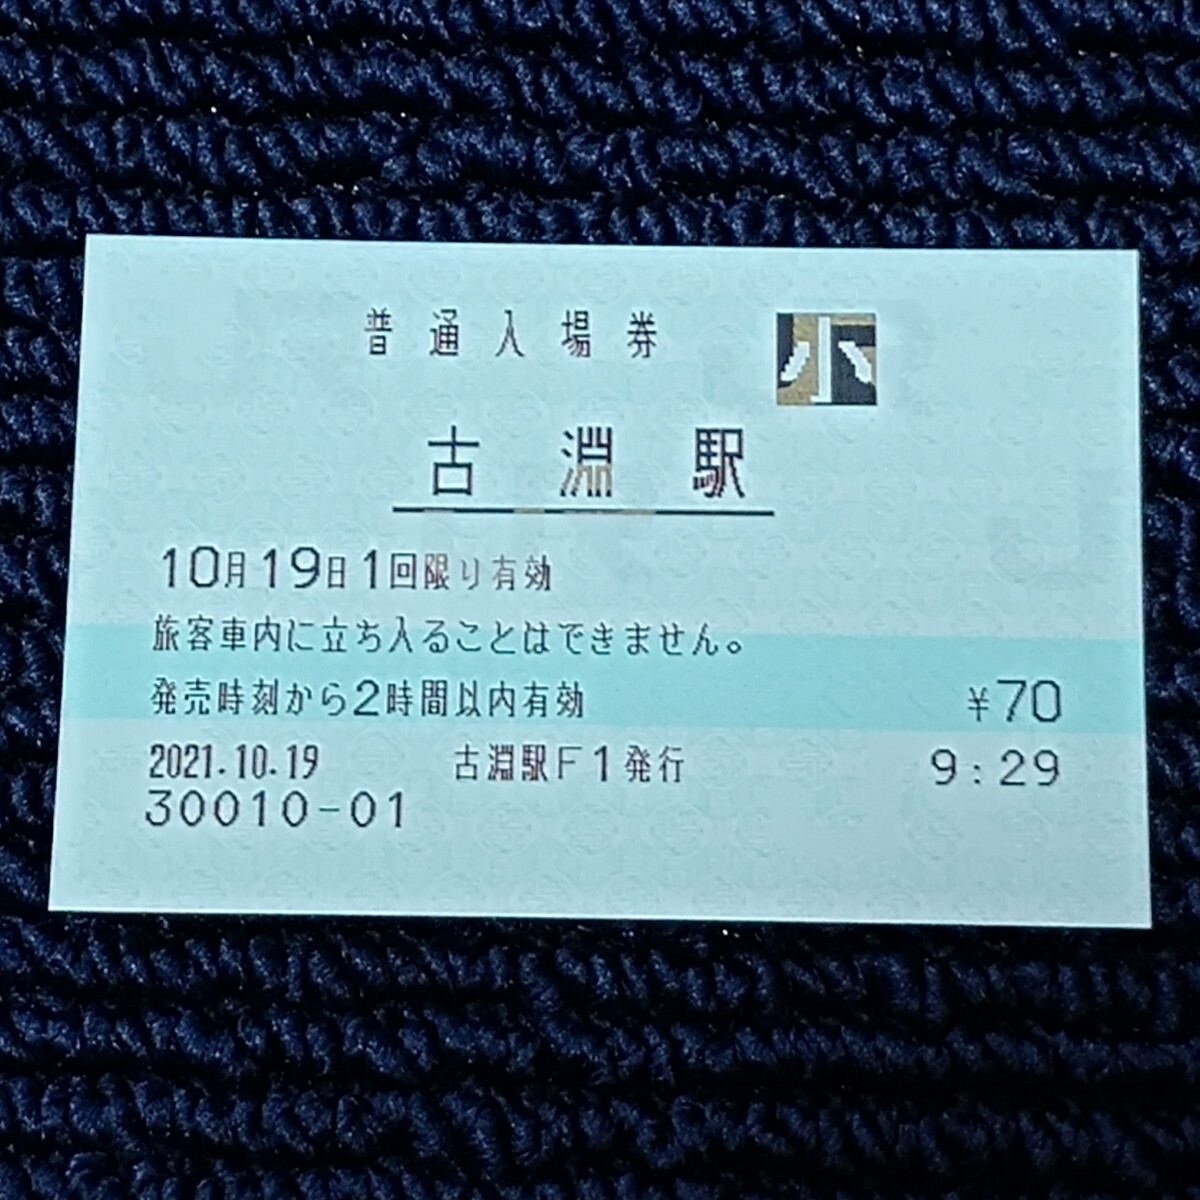 普通入場券 小
古淵駅
10月19日1回限り有効
旅客車内に立ち入ることはできません。
発売時刻から2時間以内有効 ¥70
2021.10.19 古淵駅F1発行 9:29
30010-01